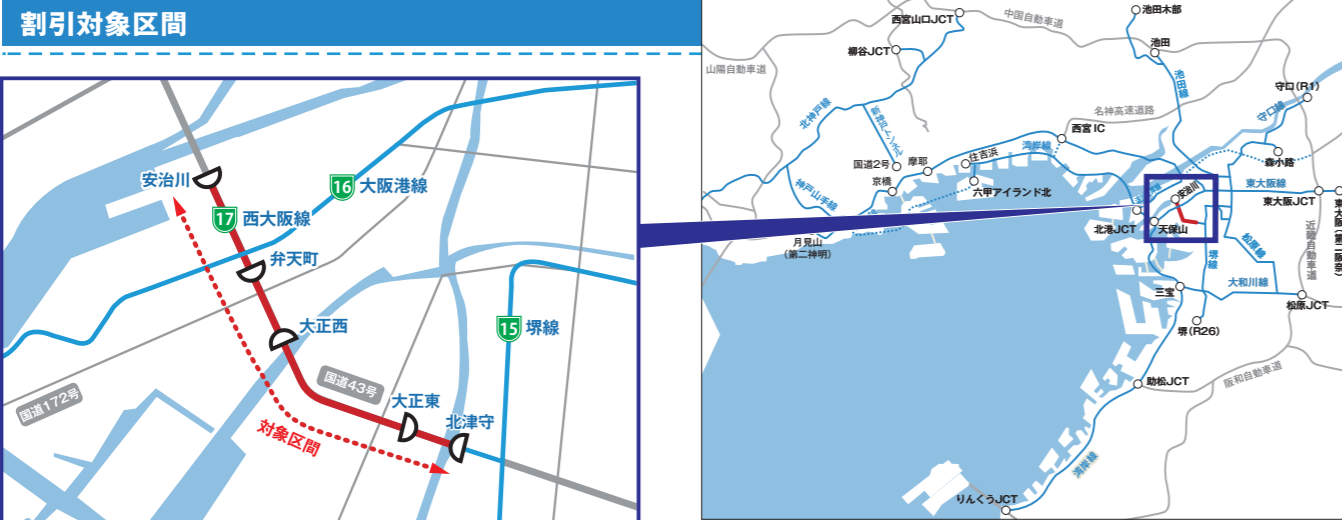 割引対象区間
安治川
16 大阪港線
17 西大阪線
弁天町
大正西
15 堺線
国道43号
国道172号
大正東
北津守
対象区間
西宮山口JCT
中国自動車道
池田木部
柳谷JCT
池田
山陽自動車道
池田線
守口(R1)
名神高速道路
守口線
北神戸線
新神戸トンネル
西宮IC
湾岸線
住吉浜
摩耶
国道2号
森小路
京橋
神戸山手線
六甲アイランド北
安治川
東大阪線
東大阪JCT
東大阪(第二阪奈)
北港JCT
天保山
月見山
(第二神明)
松原線
近畿自動車道
堺線
大和川線
三宝
松原JCT
堺(R26)
助松JCT
阪和自動車道
湾岸線
りんくうJCT